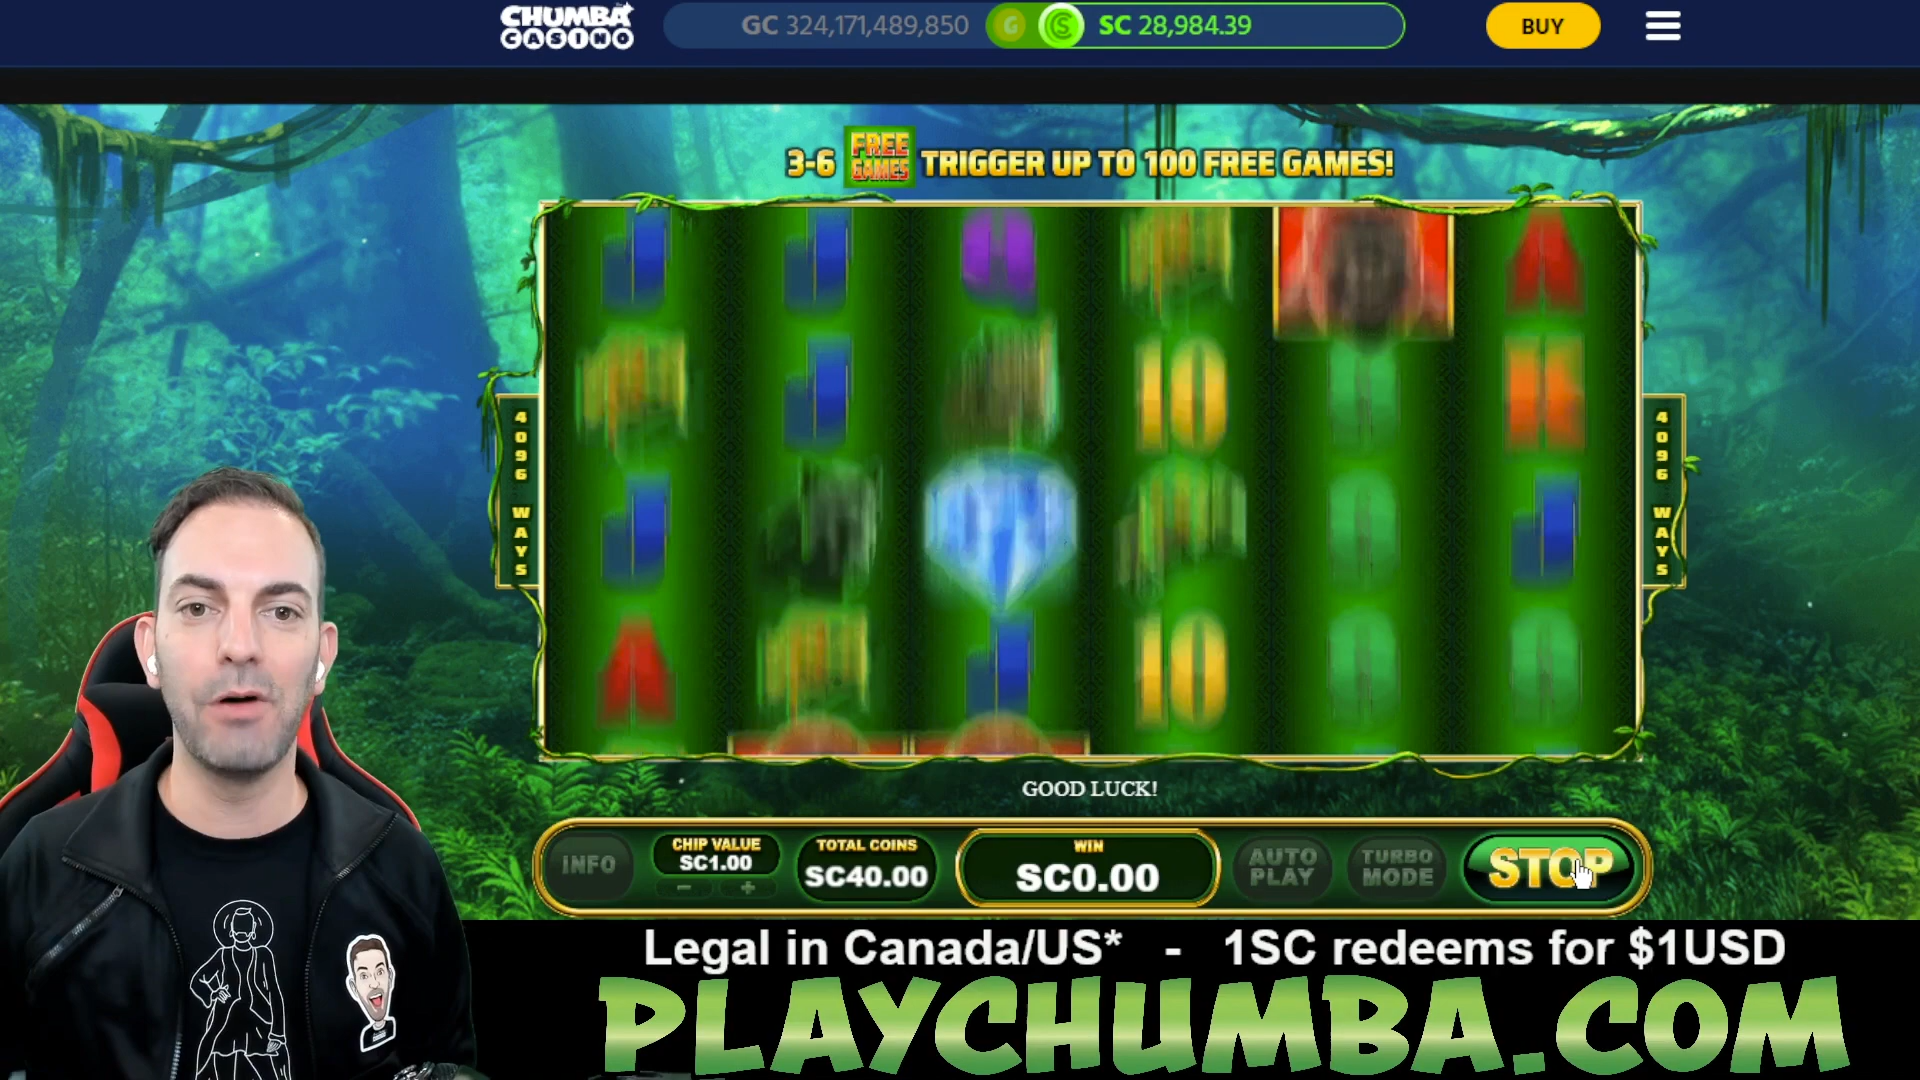 CHUMBA CASINO
GC 324,171,489,850
G
S
SC 28,984.39
BUY
3-6 FREE GAMES TRIGGER UP TO 100 FREE GAMES!
J J A
J 10 K
J J
A J 10
4096 WAYS
4096 WAYS
GOOD LUCK!
INFO
CHIP VALUE
SC1.00
- +
TOTAL COINS
SC40.00
WIN
SC0.00
AUTO PLAY
TURBO MODE
STOP
Legal in Canada/US* - 1SC redeems for $1USD
PLAYCHUMBA.COM